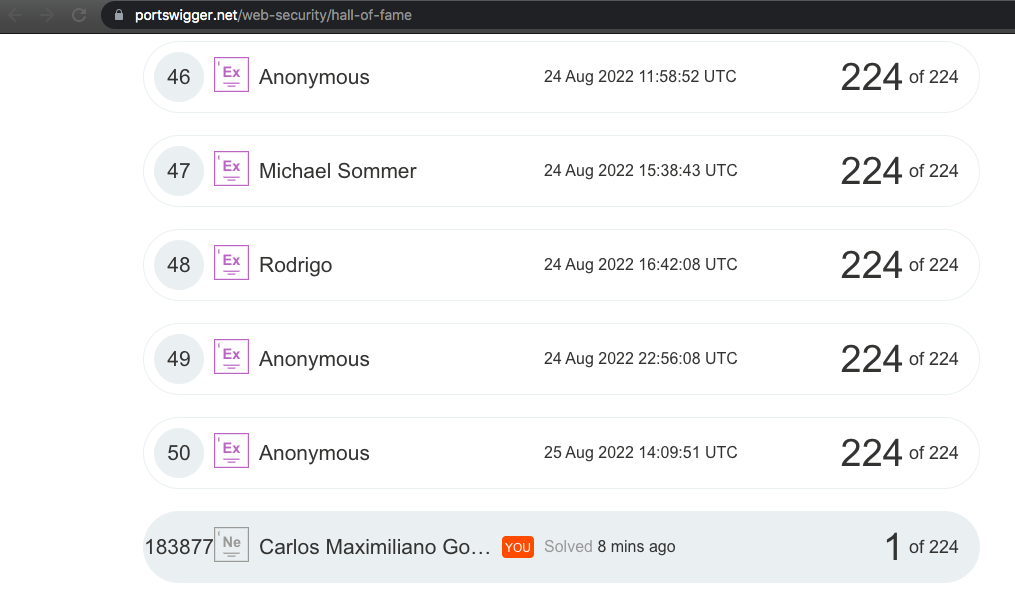 portswigger.net/web-security/hall-of-fame
46 Ex Anonymous 24 Aug 2022 11:58:52 UTC 224 of 224
47 Ex Michael Sommer 24 Aug 2022 15:38:43 UTC 224 of 224
48 Ex Rodrigo 24 Aug 2022 16:42:08 UTC 224 of 224
49 Ex Anonymous 24 Aug 2022 22:56:08 UTC 224 of 224
50 Ex Anonymous 25 Aug 2022 14:09:51 UTC 224 of 224
183877 Ne Carlos Maximiliano Go... YOU Solved 8 mins ago 1 of 224